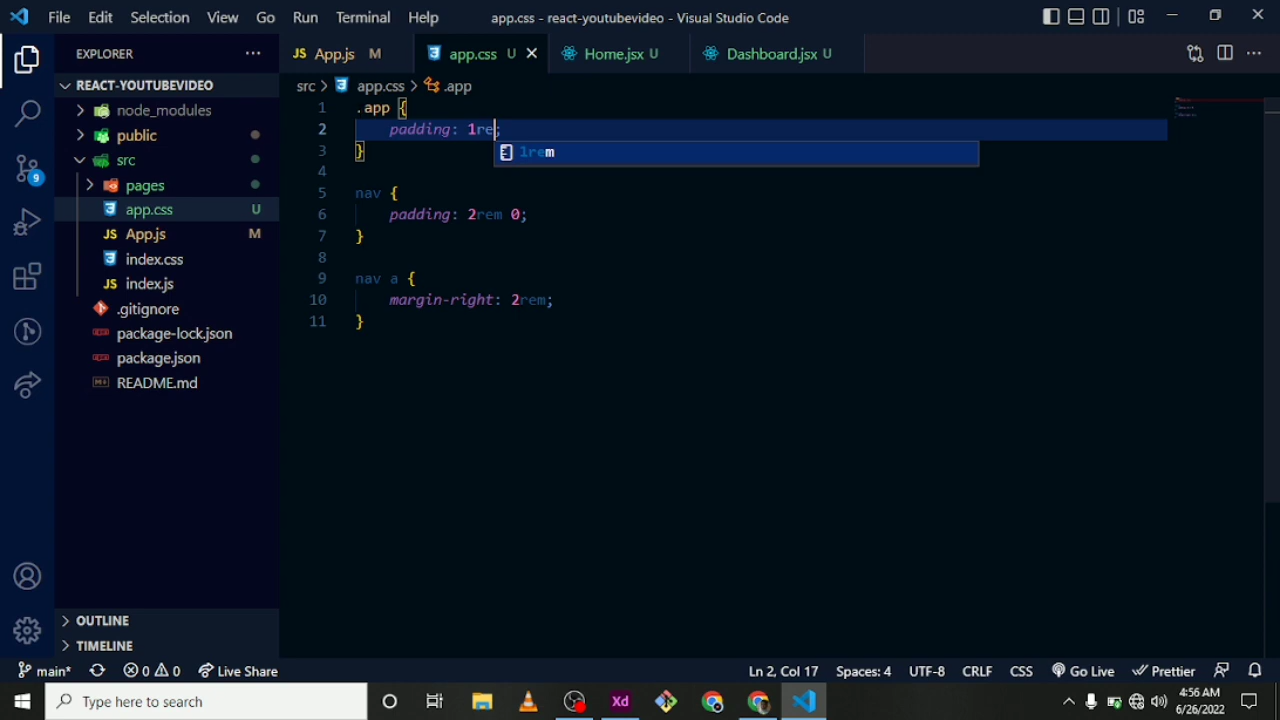 File Edit Selection View Go Run Terminal Help app.css - react-youtubevideo - Visual Studio Code
EXPLORER
JS App.js M
app.css U
Home.jsx U
Dashboard.jsx U
REACT-YOUTUBEVIDEO
node_modules
public
src
pages
app.css U
JS App.js M
index.css
JS index.js
.gitignore
package-lock.json
package.json
README.md
OUTLINE
TIMELINE
9
src > app.css > .app
1 .app {
2 padding: 1re;
1rem
3 }
4
5 nav {
6 padding: 2rem 0;
7 }
8
9 nav a {
10 margin-right: 2rem;
11 }
main* 0 0 Live Share Ln 2, Col 17 Spaces: 4 UTF-8 CRLF CSS Go Live Prettier
Type here to search
Xd
4:56 AM
6/26/2022